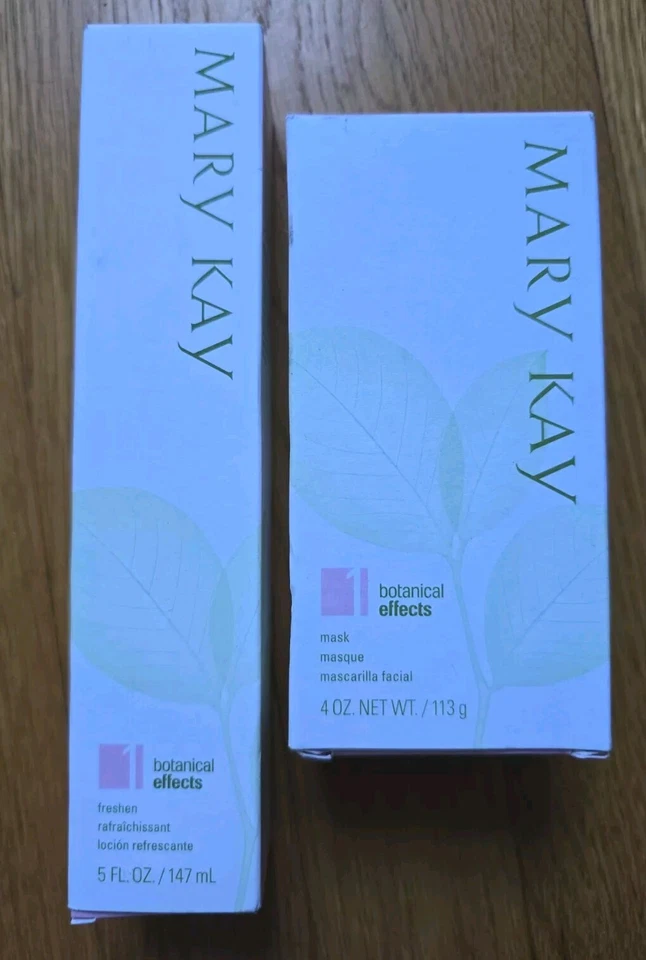 MARY KAY
1 botanical
effects
freshen
rafraîchissant
loción refrescante
5 FL. OZ. / 147 mL
MARY KAY
1 botanical
effects
mask
masque
mascarilla facial
4 OZ. NET WT. / 113 g